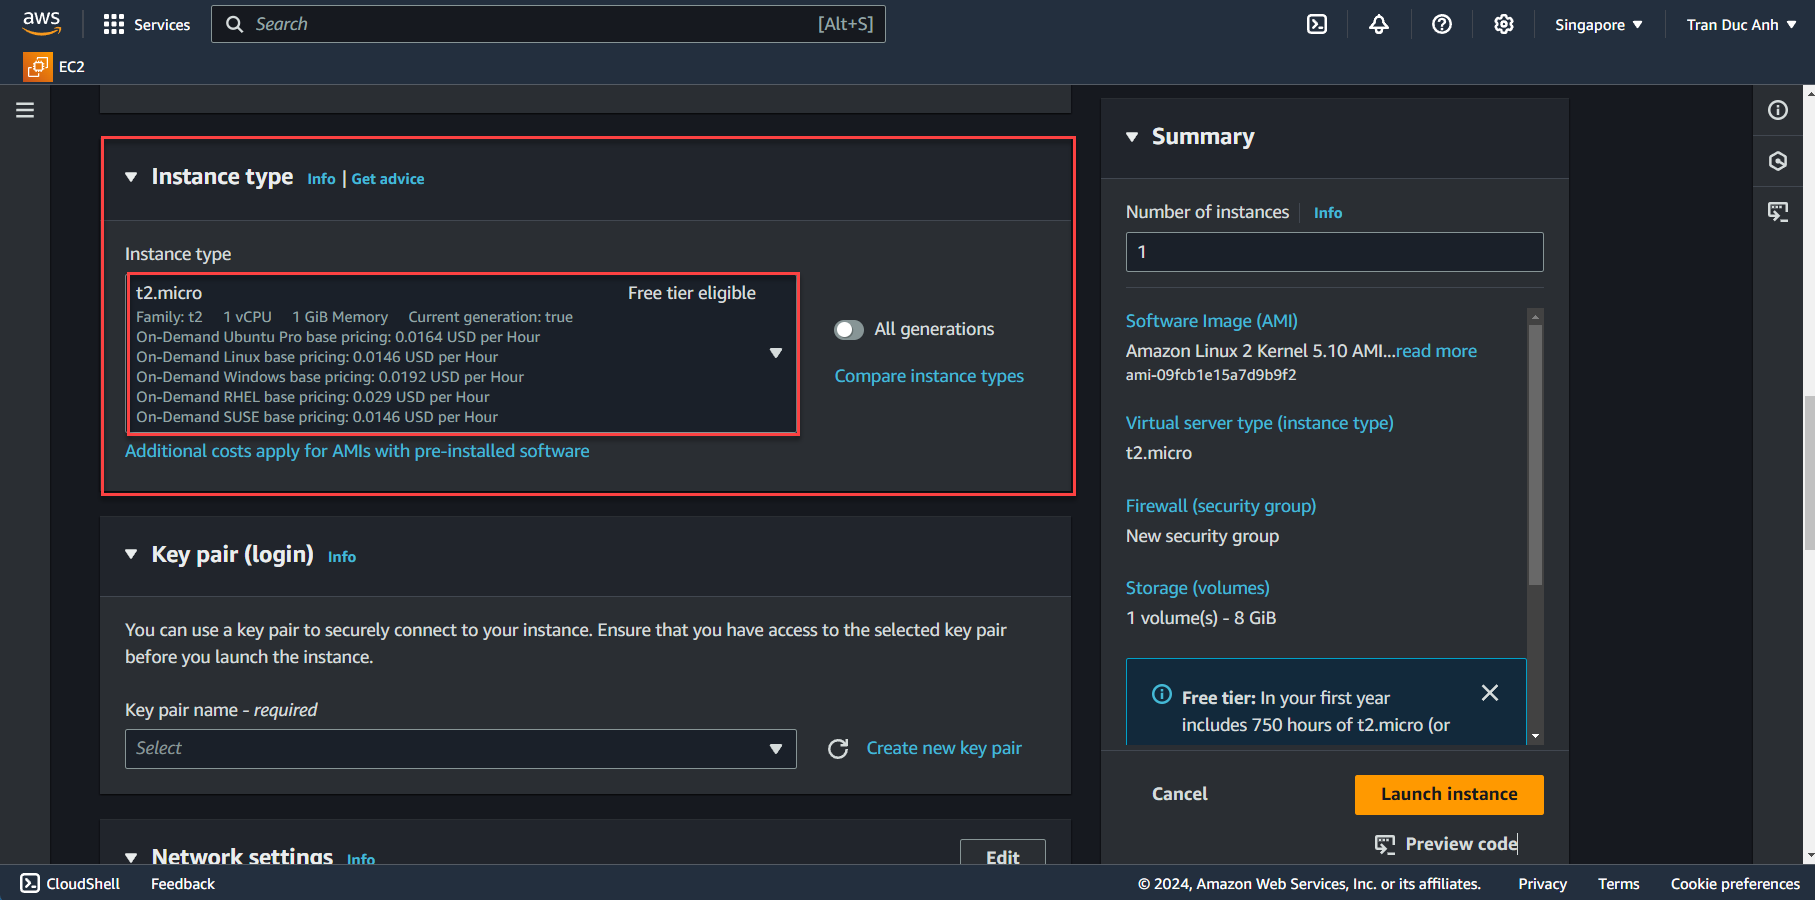 aws
Services
Search
[Alt+S]
Singapore
Tran Duc Anh
EC2
Instance type
Info | Get advice
Instance type
t2.micro
Free tier eligible
Family: t2 1 vCPU 1 GiB Memory Current generation: true
On-Demand Ubuntu Pro base pricing: 0.0164 USD per Hour
On-Demand Linux base pricing: 0.0146 USD per Hour
On-Demand Windows base pricing: 0.0192 USD per Hour
On-Demand RHEL base pricing: 0.029 USD per Hour
On-Demand SUSE base pricing: 0.0146 USD per Hour
All generations
Compare instance types
Additional costs apply for AMIs with pre-installed software
Key pair (login)
Info
You can use a key pair to securely connect to your instance. Ensure that you have access to the selected key pair
before you launch the instance.
Key pair name - required
Select
Create new key pair
Network settings
Info
Edit
Summary
Number of instances
Info
1
Software Image (AMI)
Amazon Linux 2 Kernel 5.10 AMI...read more
ami-09fcb1e15a7d9b9f2
Virtual server type (instance type)
t2.micro
Firewall (security group)
New security group
Storage (volumes)
1 volume(s) - 8 GiB
Free tier: In your first year
includes 750 hours of t2.micro (or
Cancel
Launch instance
Preview code
CloudShell
Feedback
© 2024, Amazon Web Services, Inc. or its affiliates.
Privacy
Terms
Cookie preferences